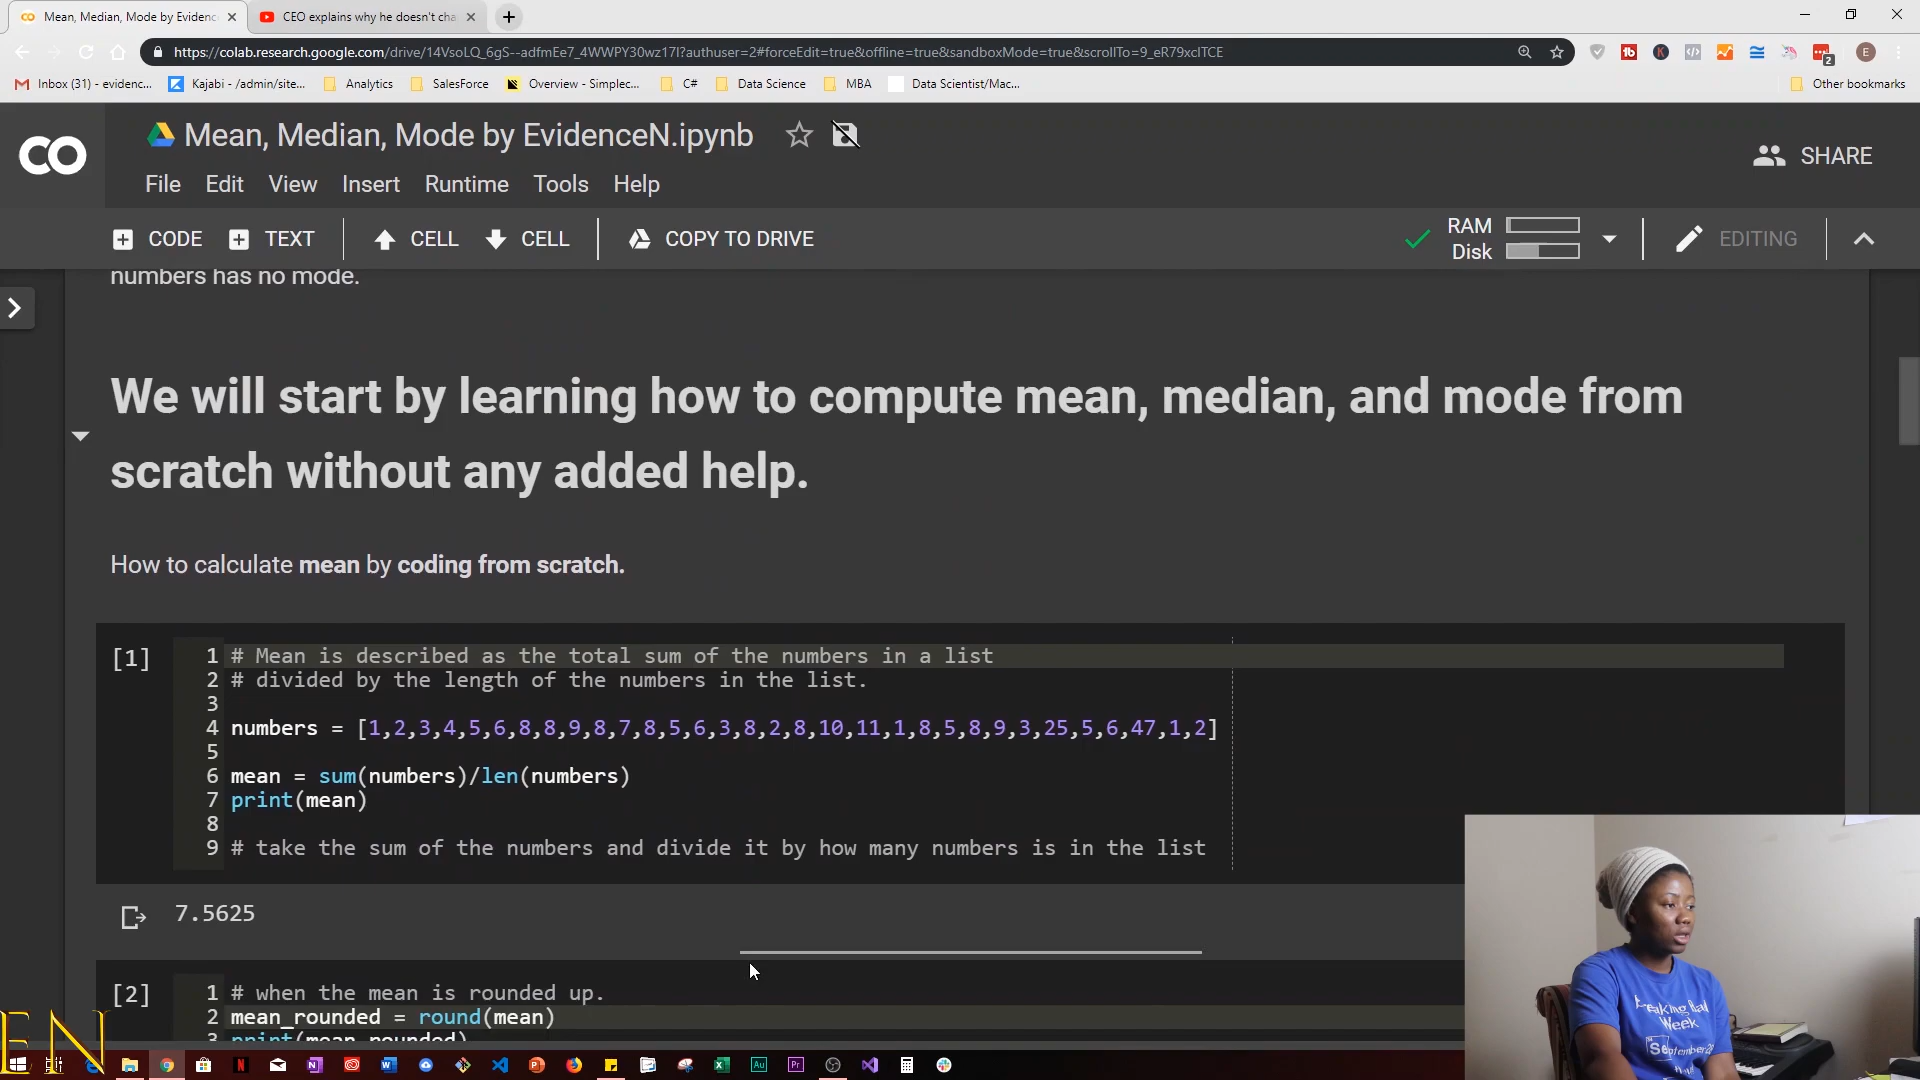 Mean, Median, Mode by Evidenc
CEO explains why he doesn't cha
https://colab.research.google.com/drive/14VsoLQ_6gS--adfmEe7_4WWPY30wz17I?authuser=2#forceEdit=true&offline=true&sandboxMode=true&scrollTo=9_eR79xclTCE
Inbox (31) - evidenc...
Kajabi - /admin/site...
Analytics
SalesForce
Overview - Simplec...
C#
Data Science
MBA
Data Scientist/Mac...
Other bookmarks
CO
Mean, Median, Mode by EvidenceN.ipynb
SHARE
File Edit View Insert Runtime Tools Help
CODE TEXT CELL CELL COPY TO DRIVE
RAM
Disk
EDITING
numbers has no mode.
We will start by learning how to compute mean, median, and mode from
scratch without any added help.
How to calculate mean by coding from scratch.
[1]
1 # Mean is described as the total sum of the numbers in a list
2 # divided by the length of the numbers in the list.
3
4 numbers = [1,2,3,4,5,6,8,8,9,8,7,8,5,6,3,8,2,8,10,11,1,8,5,8,9,3,25,5,6,47,1,2]
5
6 mean = sum(numbers)/len(numbers)
7 print(mean)
8
9 # take the sum of the numbers and divide it by how many numbers is in the list
7.5625
[2]
1 # when the mean is rounded up.
2 mean_rounded = round(mean)
3 print(mean_rounded)
EN
Week